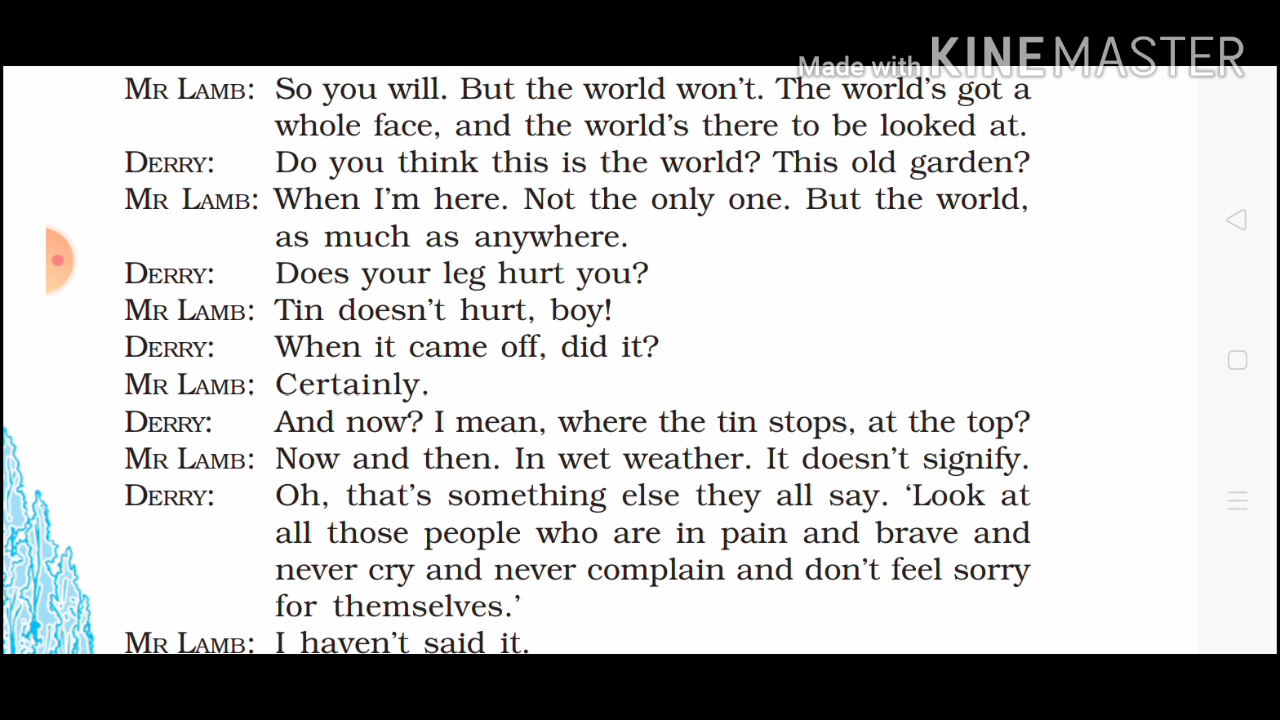 Made with KINEMASTER
MR LAMB: So you will. But the world won't. The world's got a
whole face, and the world's there to be looked at.
DERRY: Do you think this is the world? This old garden?
MR LAMB: When I'm here. Not the only one. But the world,
as much as anywhere.
DERRY: Does your leg hurt you?
MR LAMB: Tin doesn't hurt, boy!
DERRY: When it came off, did it?
MR LAMB: Certainly.
DERRY: And now? I mean, where the tin stops, at the top?
MR LAMB: Now and then. In wet weather. It doesn't signify.
DERRY: Oh, that's something else they all say. ‘Look at
all those people who are in pain and brave and
never cry and never complain and don't feel sorry
for themselves.’
MR LAMB: I haven't said it.